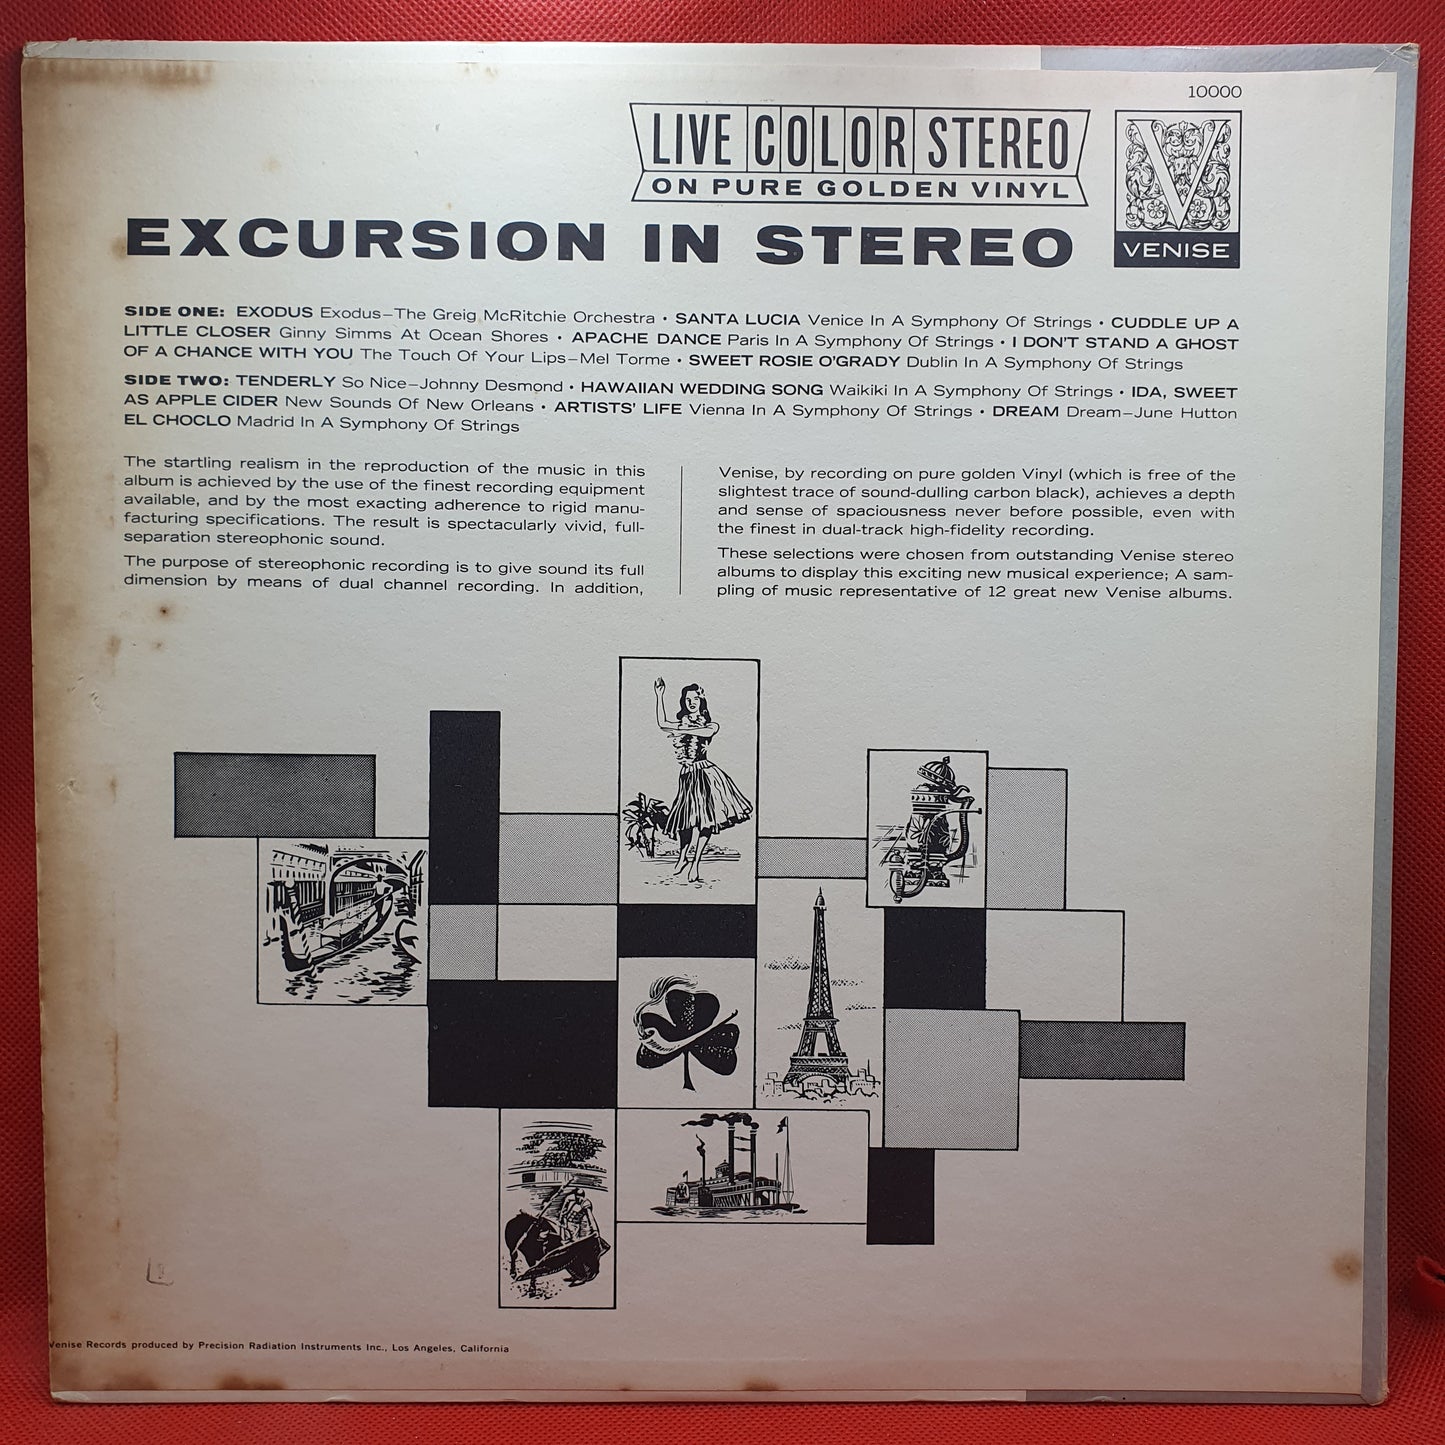 10000
LIVE COLOR STEREO
ON PURE GOLDEN VINYL
V
VENISE
EXCURSION IN STEREO
SIDE ONE: EXODUS Exodus–The Greig McRitchie Orchestra • SANTA LUCIA Venice In A Symphony Of Strings • CUDDLE UP A
LITTLE CLOSER Ginny Simms At Ocean Shores • APACHE DANCE Paris In A Symphony Of Strings • I DON'T STAND A GHOST
OF A CHANCE WITH YOU The Touch Of Your Lips–Mel Torme • SWEET ROSIE O'GRADY Dublin In A Symphony Of Strings
SIDE TWO: TENDERLY So Nice–Johnny Desmond • HAWAIIAN WEDDING SONG Waikiki In A Symphony Of Strings • IDA, SWEET
AS APPLE CIDER New Sounds Of New Orleans • ARTISTS' LIFE Vienna In A Symphony Of Strings • DREAM Dream–June Hutton
EL CHOCLO Madrid In A Symphony Of Strings
The startling realism in the reproduction of the music in this
album is achieved by the use of the finest recording equipment
available, and by the most exacting adherence to rigid manu-
facturing specifications. The result is spectacularly vivid, full-
separation stereophonic sound.
The purpose of stereophonic recording is to give sound its full
dimension by means of dual channel recording. In addition,
Venise, by recording on pure golden Vinyl (which is free of the
slightest trace of sound-dulling carbon black), achieves a depth
and sense of spaciousness never before possible, even with
the finest in dual-track high-fidelity recording.
These selections were chosen from outstanding Venise stereo
albums to display this exciting new musical experience; A sam-
pling of music representative of 12 great new Venise albums.
Venise Records produced by Precision Radiation Instruments Inc., Los Angeles, California